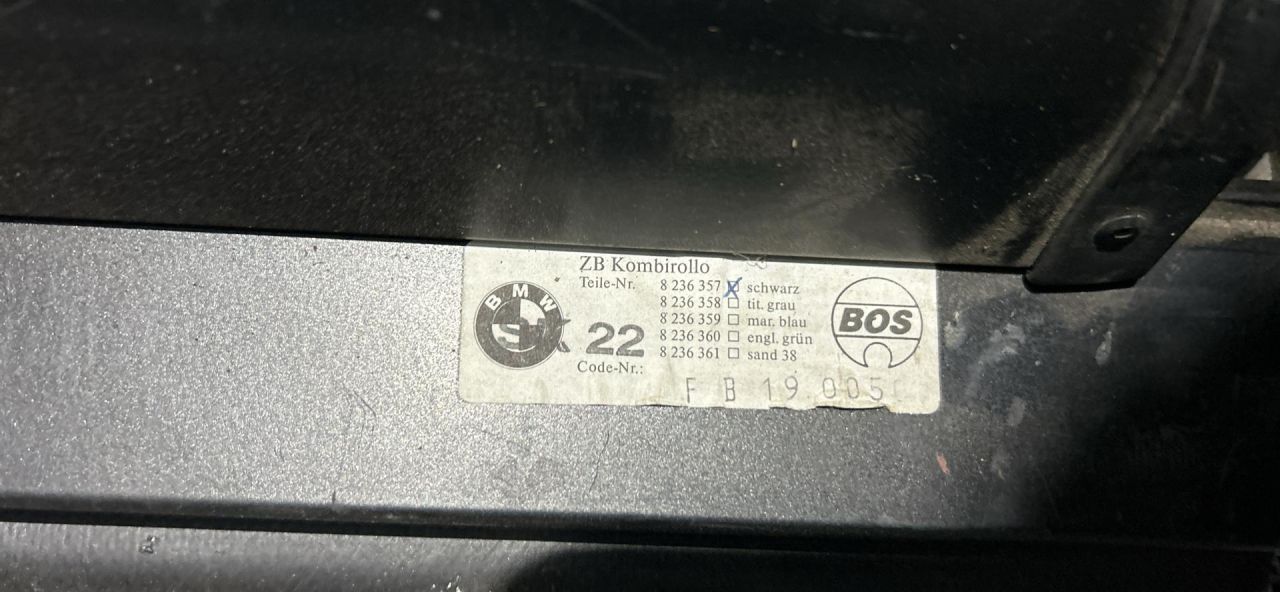 ZB Kombirollo
Teile-Nr. 8 236 357 schwarz
8 236 358 tit. grau
8 236 359 mar. blau
8 236 360 engl. grün
8 236 361 sand 38
BMW
22
Code-Nr.:
BOS
F B 19 005